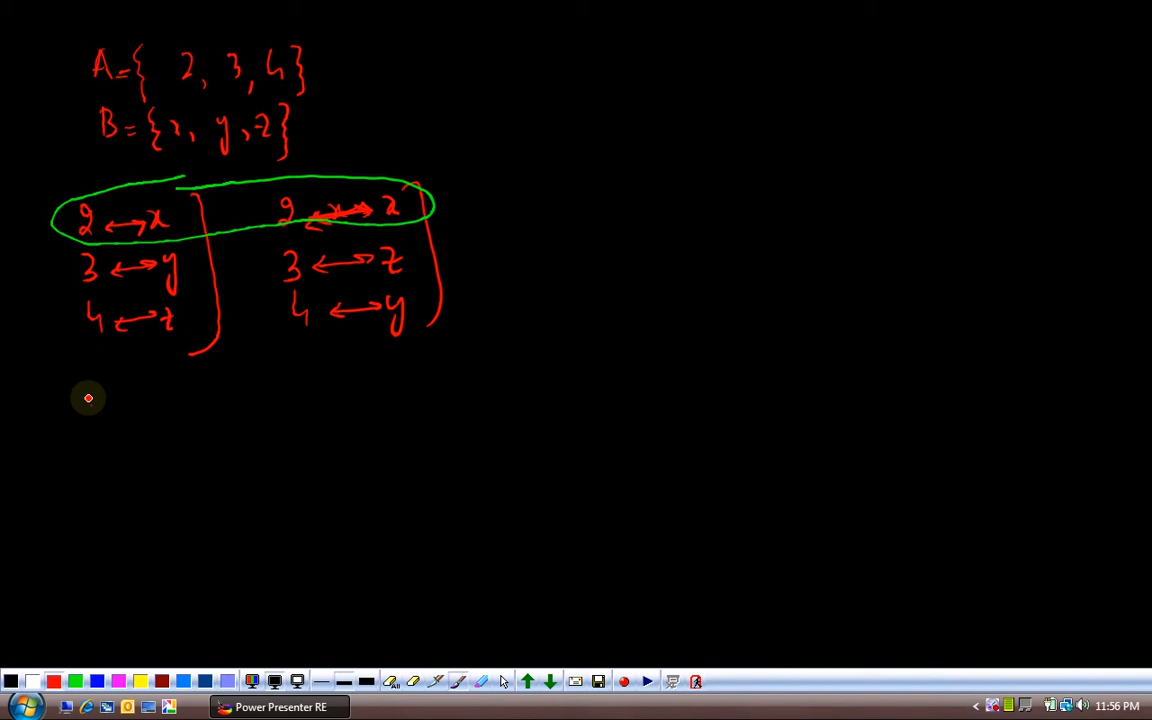 A={ 2, 3, 4}
B={x, y, z}
2 ↔ x 2 ↔ x
3 ↔ y 3 ↔ z
4 ↔ z 4 ↔ y
Power Presenter RE
11:56 PM